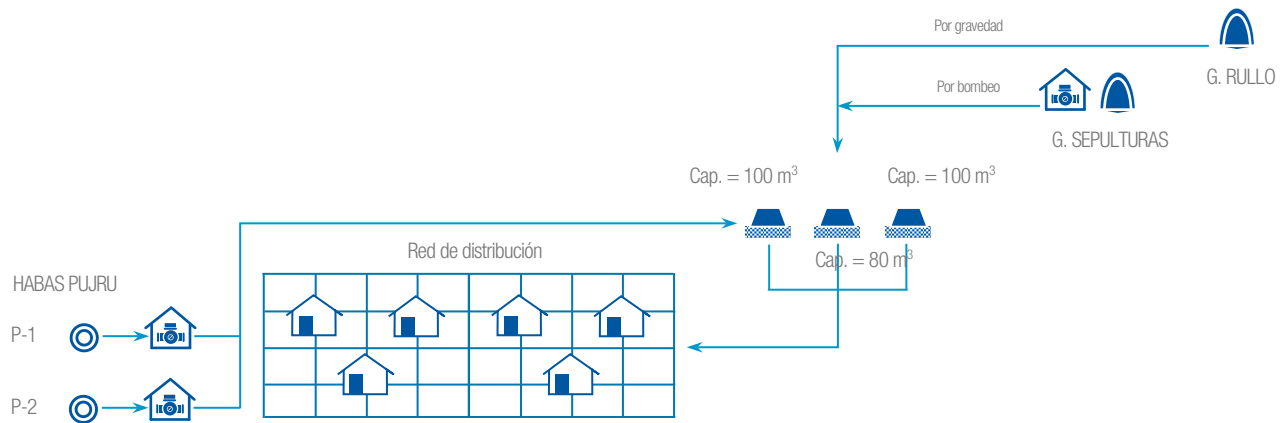 Por gravedad
G. RULLO
Por bombeo
G. SEPULTURAS
Cap. = 100 m³
Cap. = 100 m³
Cap. = 80 m³
Red de distribución
HABAS PUJRU
P-1
P-2